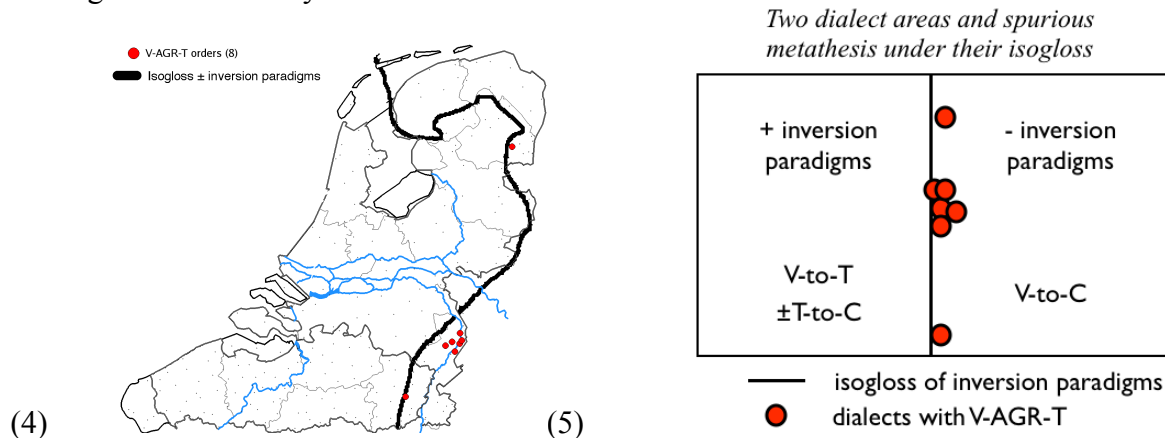 V-AGR-T orders (8)
Isogloss ± inversion paradigms
(4)
Two dialect areas and spurious
metathesis under their isogloss
+ inversion
paradigms
- inversion
paradigms
V-to-T
±T-to-C
V-to-C
isogloss of inversion paradigms
dialects with V-AGR-T
(5)